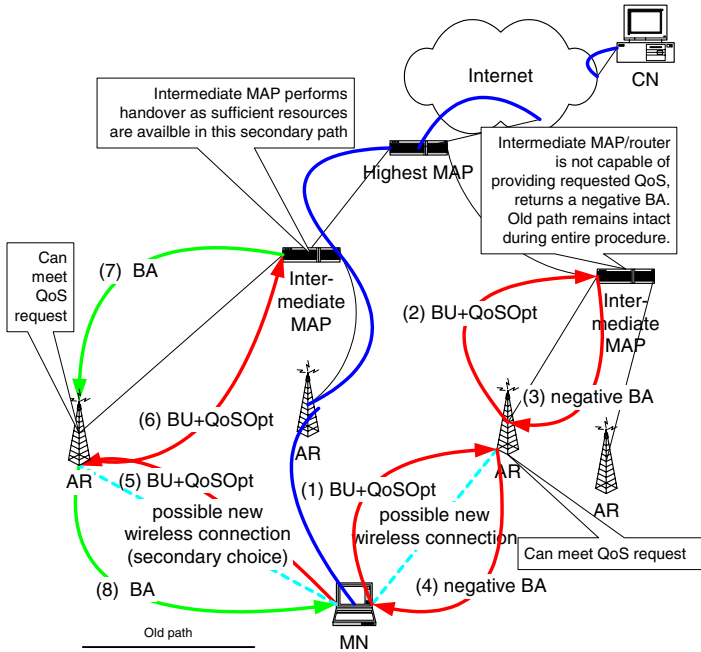 Internet
CN
Intermediate MAP performs
handover as sufficient resources
are availble in this secondary path
Highest MAP
Intermediate MAP/router
is not capable of
providing requested QoS,
returns a negative BA.
Old path remains intact
during entire procedure.
Can
meet
QoS
request
(7) BA
Inter-
mediate
MAP
(2) BU+QoSOpt
Inter-
mediate
MAP
(6) BU+QoSOpt
(3) negative BA
AR
AR
AR
AR
(5) BU+QoSOpt
(1) BU+QoSOpt
possible new
wireless connection
(secondary choice)
possible new
wireless connection
Can meet QoS request
(8) BA
(4) negative BA
MN
Old path